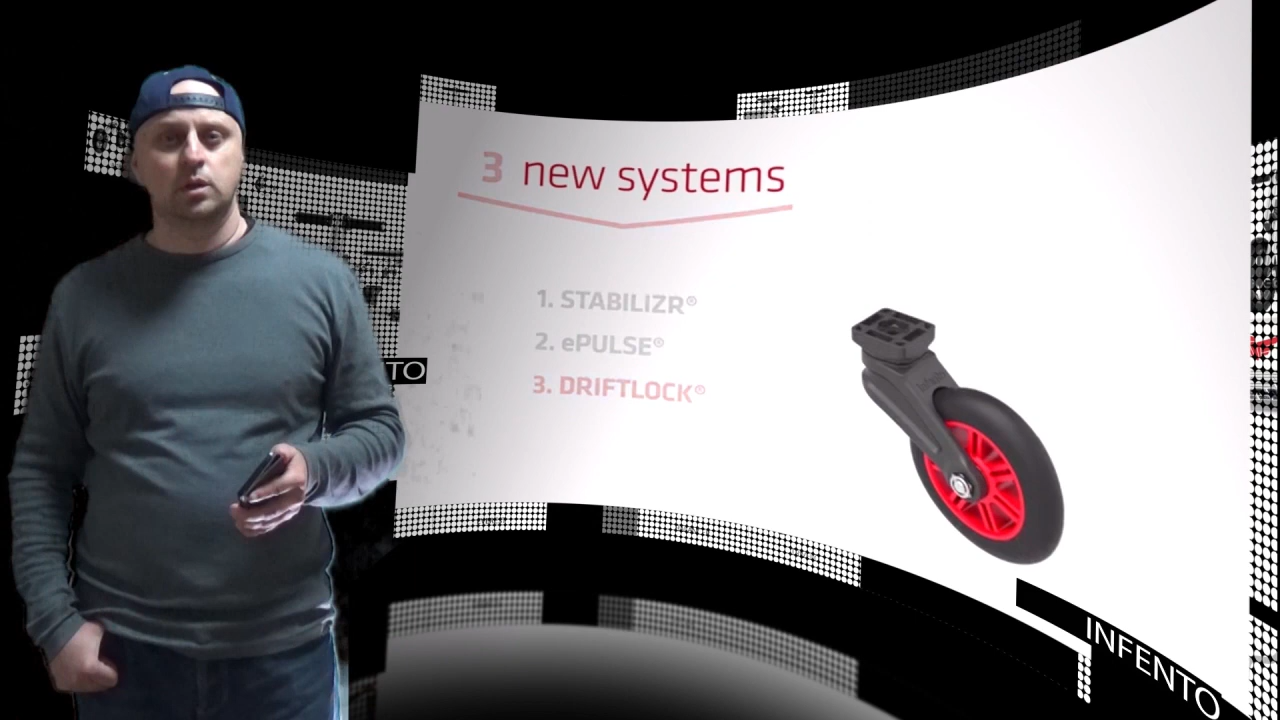 3 new systems
1. STABILIZR®
2. ePULSE®
3. DRIFTLOCK®
TO
INFENTO